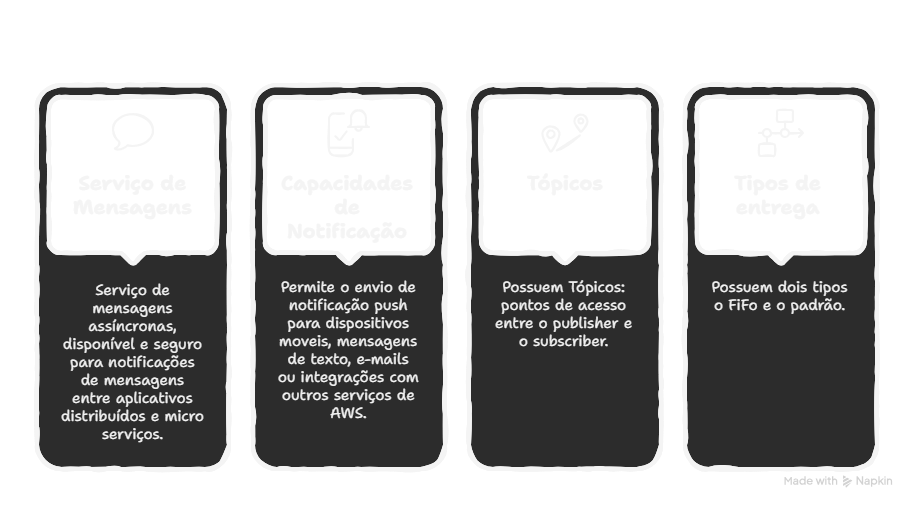 Serviço de
Mensagens
Serviço de
mensagens
assíncronas,
disponível e seguro
para notificações
de mensagens
entre aplicativos
distribuídos e micro
serviços.
Capacidades
de
Notificação
Permite o envio de
notificação push
para dispositivos
moveis, mensagens
de texto, e-mails
ou integrações com
outros serviços de
AWS.
Tópicos
Possuem Tópicos:
pontos de acesso
entre o publisher e
o subscriber.
Tipos de
entrega
Possuem dois tipos
o FiFo e o padrão.
Made with Napkin